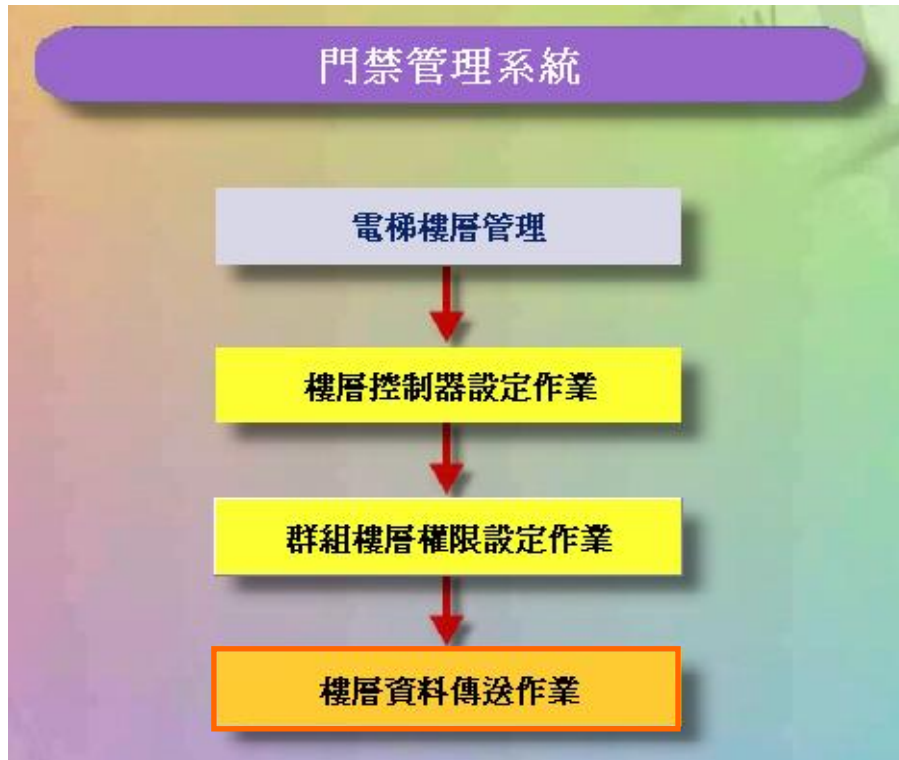 門禁管理系統
電梯樓層管理
樓層控制器設定作業
群組樓層權限設定作業
樓層資料傳送作業